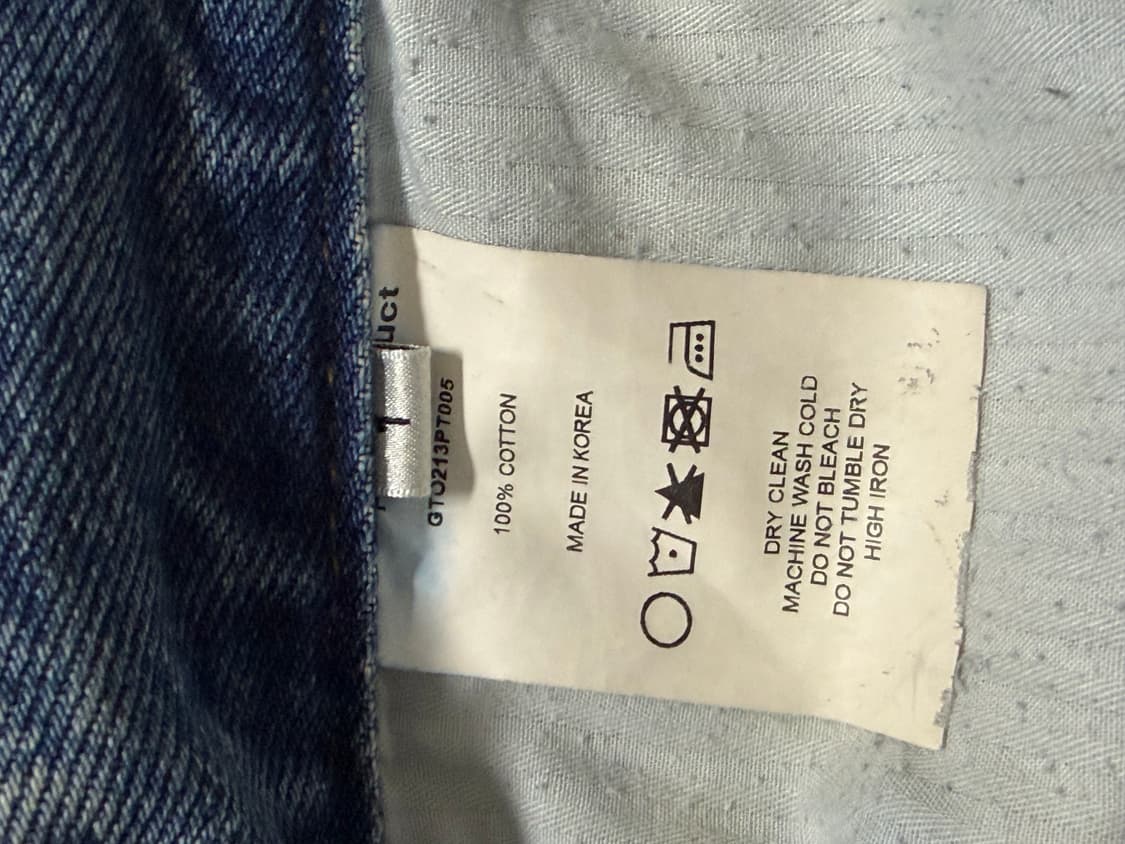 1
GTO213PT005
100% COTTON
MADE IN KOREA
DRY CLEAN
MACHINE WASH COLD
DO NOT BLEACH
DO NOT TUMBLE DRY
HIGH IRON